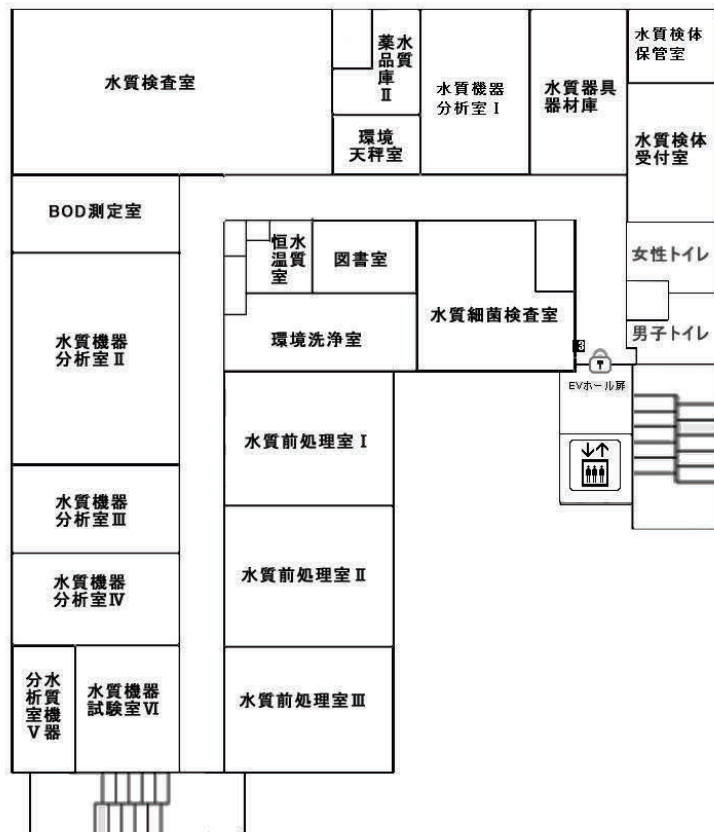 水質検査室
水質
薬品庫Ⅱ
環境
天秤室
水質機器
分析室Ⅰ
水質器具
器材庫
水質検体
保管室
水質検体
受付室
BOD測定室
水質
恒温室
図書室
水質細菌検査室
女性トイレ
男子トイレ
環境洗浄室
水質機器
分析室Ⅱ
3
EVホール扉
水質前処理室Ⅰ
水質機器
分析室Ⅲ
水質前処理室Ⅱ
水質機器
分析室Ⅳ
水質機器
分析室Ⅴ
水質機器
試験室Ⅵ
水質前処理室Ⅲ